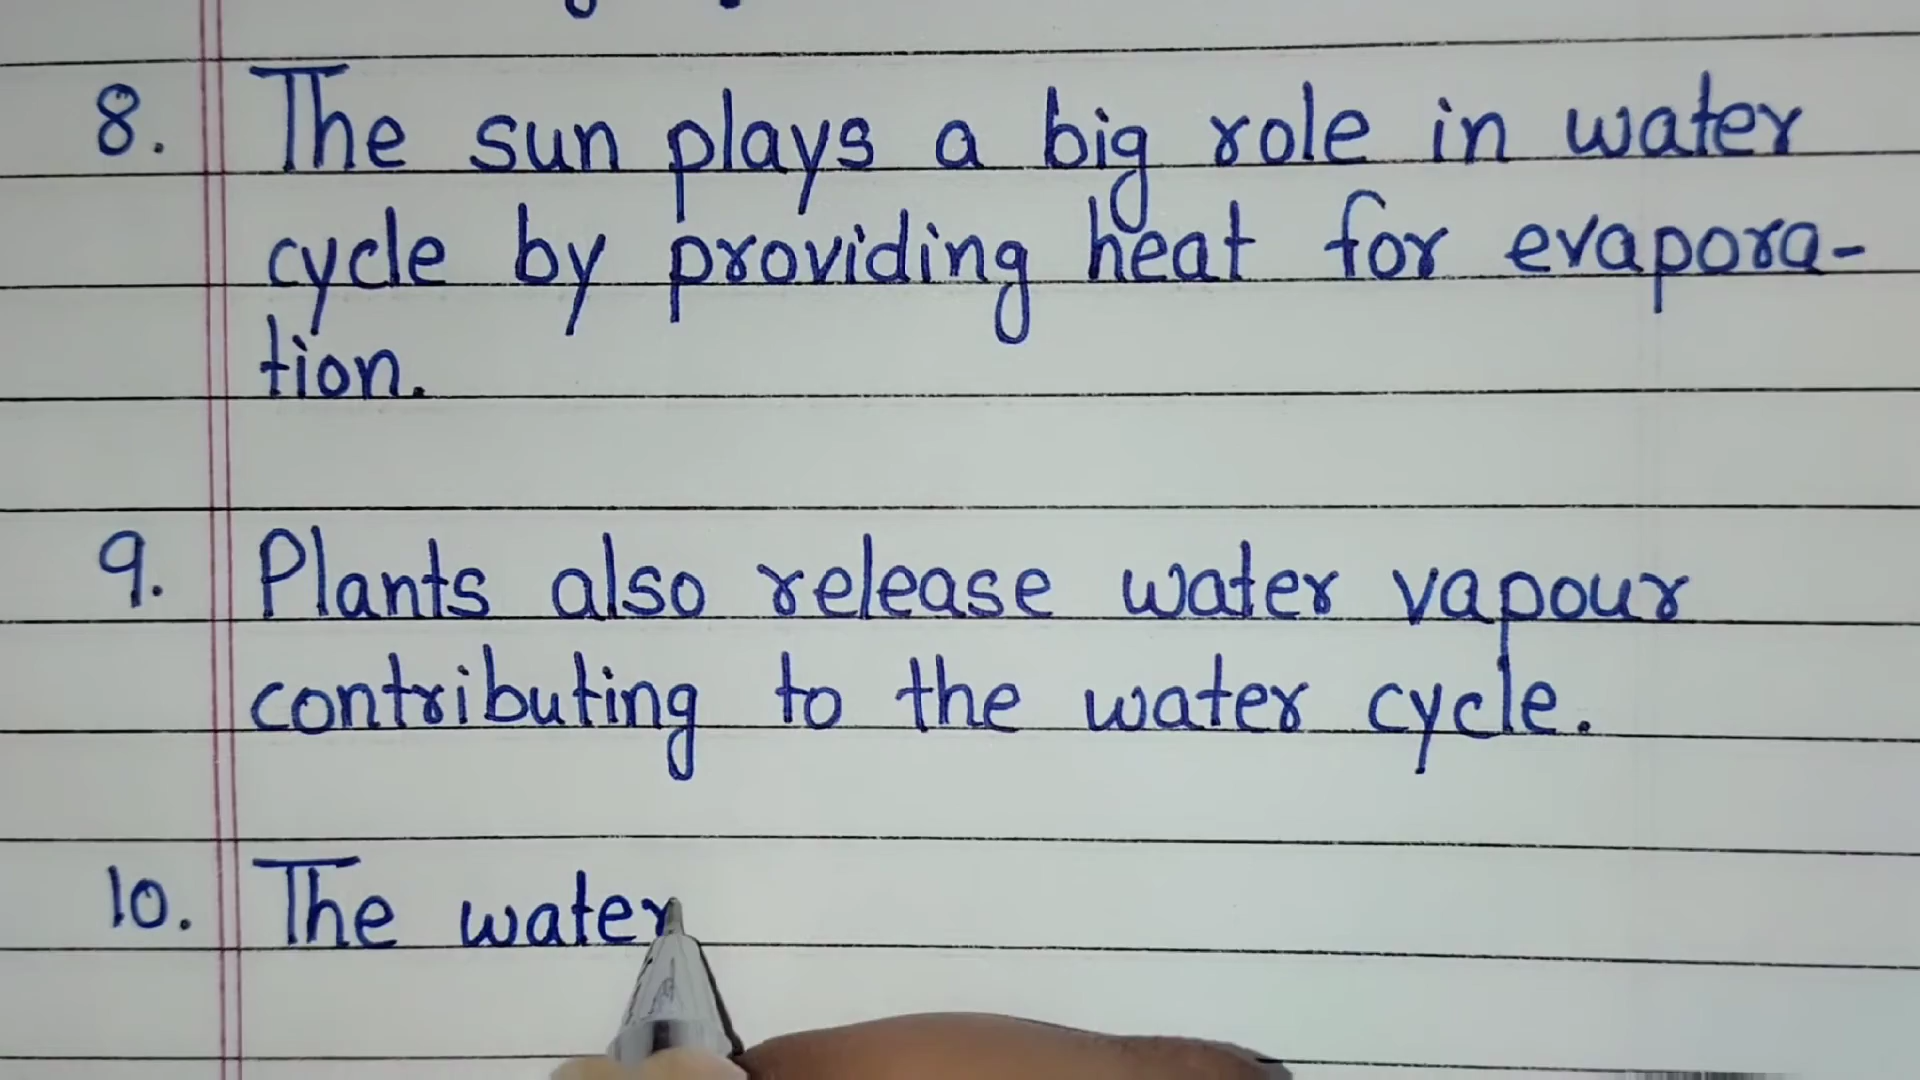 8. The sun plays a big role in water
cycle by providing heat for evapora-
tion.
9. Plants also release water vapour
contributing to the water cycle.
10. The water